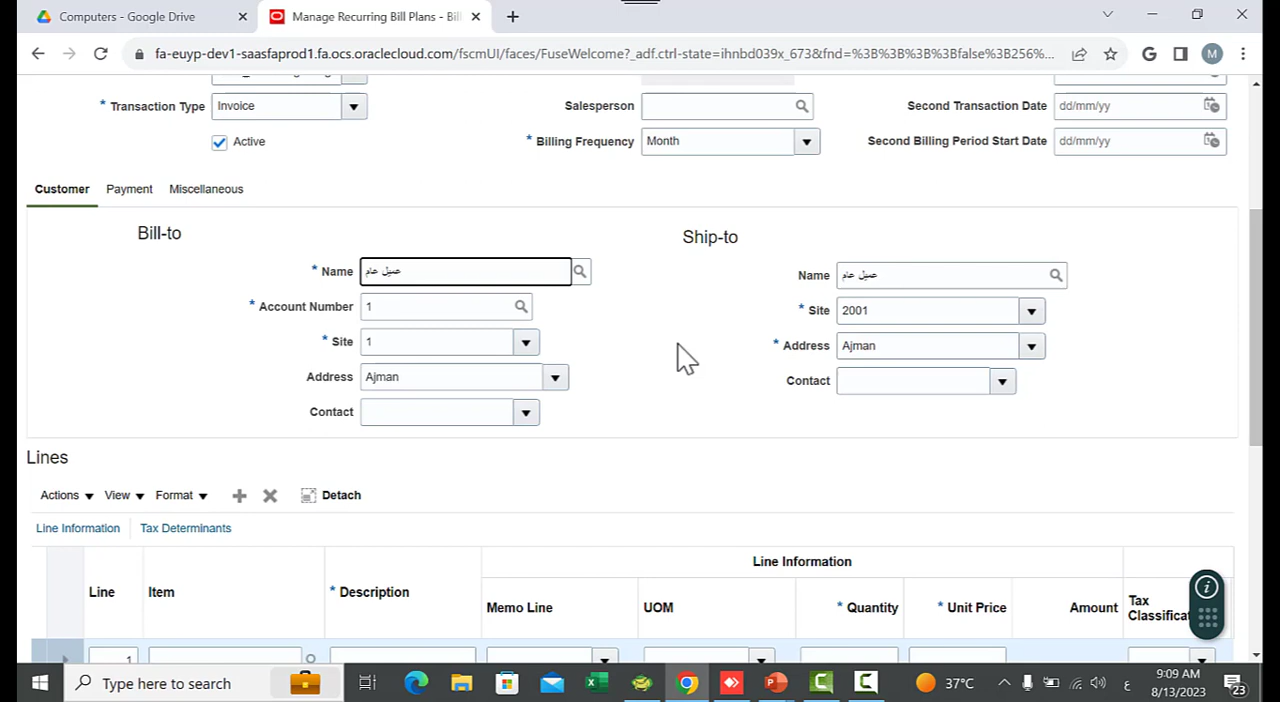 Computers - Google Drive
Manage Recurring Bill Plans - Bil
fa-euyp-dev1-saasfaprod1.fa.ocs.oraclecloud.com/fscmUI/faces/FuseWelcome?_adf.ctrl-state=ihnbd039x_673&fnd=%3B%3B%3B%3Bfalse%3B256%...
G
M
* Transaction Type Invoice Salesperson Second Transaction Date dd/mm/yy
Active * Billing Frequency Month Second Billing Period Start Date dd/mm/yy
Customer Payment Miscellaneous
Bill-to
Ship-to
* Name عميل عام
Name عميل عام
* Account Number 1
* Site 2001
* Site 1
* Address Ajman
Address Ajman
Contact
Contact
Lines
Actions View Format Detach
Line Information Tax Determinants
Line Information
Line Item * Description Memo Line UOM * Quantity * Unit Price Amount Tax
Classificat
1
Type here to search
37°C
ع
9:09 AM
8/13/2023
23